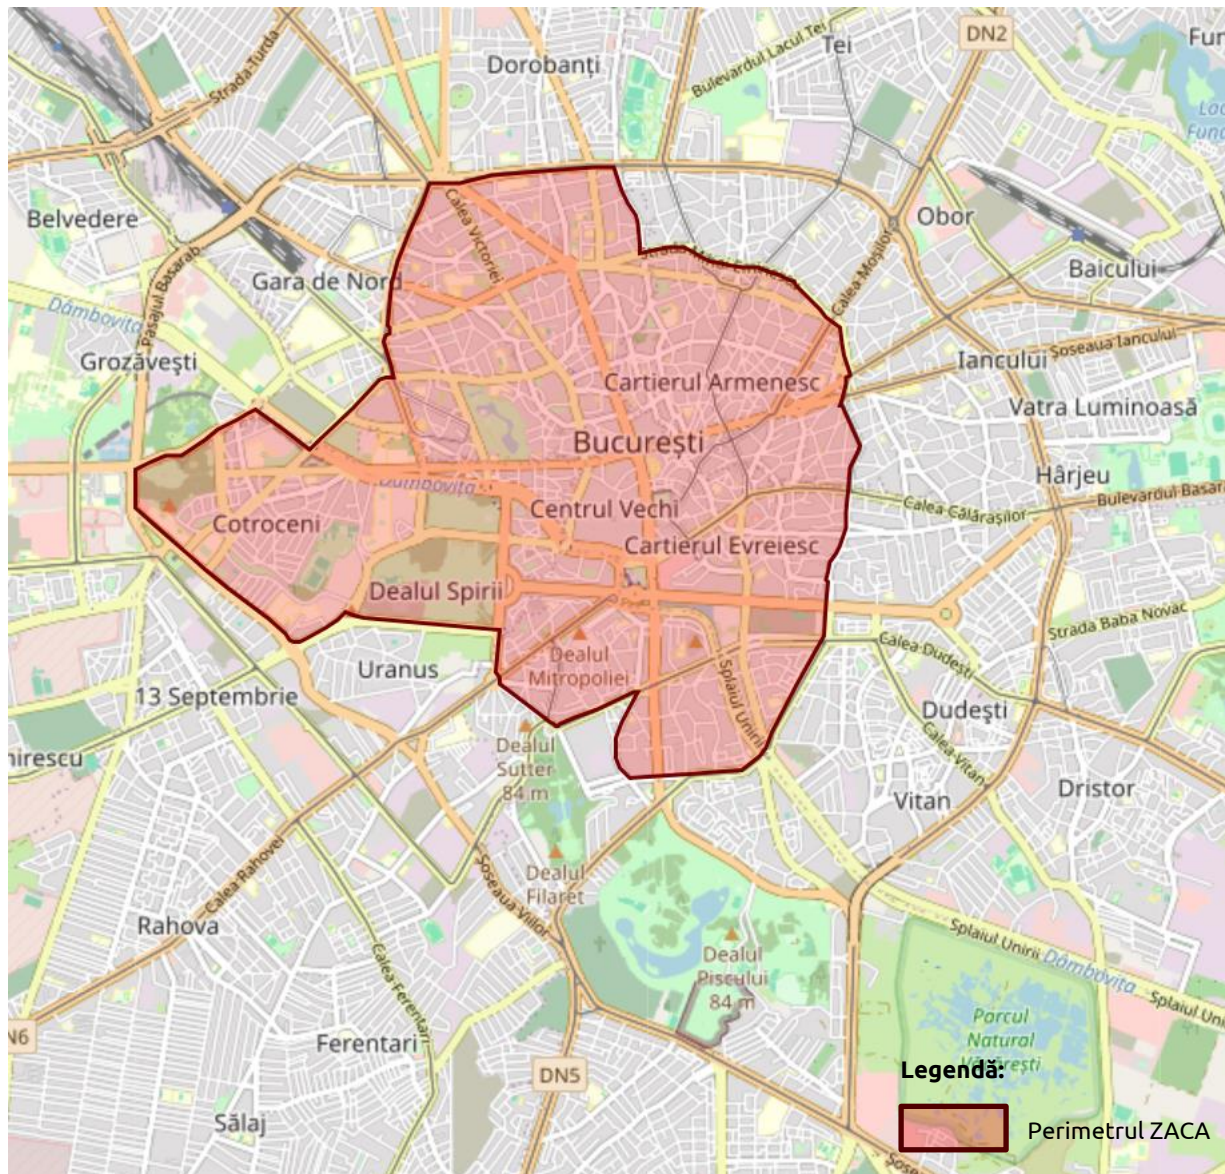 Tei
DN2
Dorobanți
Bulevardul Lacul Tei
Strada Turda
Belvedere
Calea Victoriei
Obor
Pasajul Basarab
Gara de Nord
Calea Moșilor
Baicului
Dâmbovița
Grozăvești
Iancului
Șoseaua Iancului
Cartierul Armenesc
Vatra Luminoasă
București
Hârjeu
Dâmbovița
Centrul Vechi
Calea Călărașilor
Cotroceni
Cartierul Evreiesc
Dealul Spirii
Strada Baba Novac
Calea Dudești
Uranus
Dealul
Mitropoliei
Splaiul Unirii
13 Septembrie
Dudești
Calea Vitan
Dealul
Sutter
84 m
Vitan
Dristor
Calea Rahovei
Șoseaua Viilor
Dealul
Filaret
Rahova
Splaiul Unirii
Dâmbovița
Calea Ferentari
Dealul
Piscului
84 m
Parcul
Natural
Văcărești
Ferentari
DN5
Legendă:
Sălaj
Perimetrul ZACA